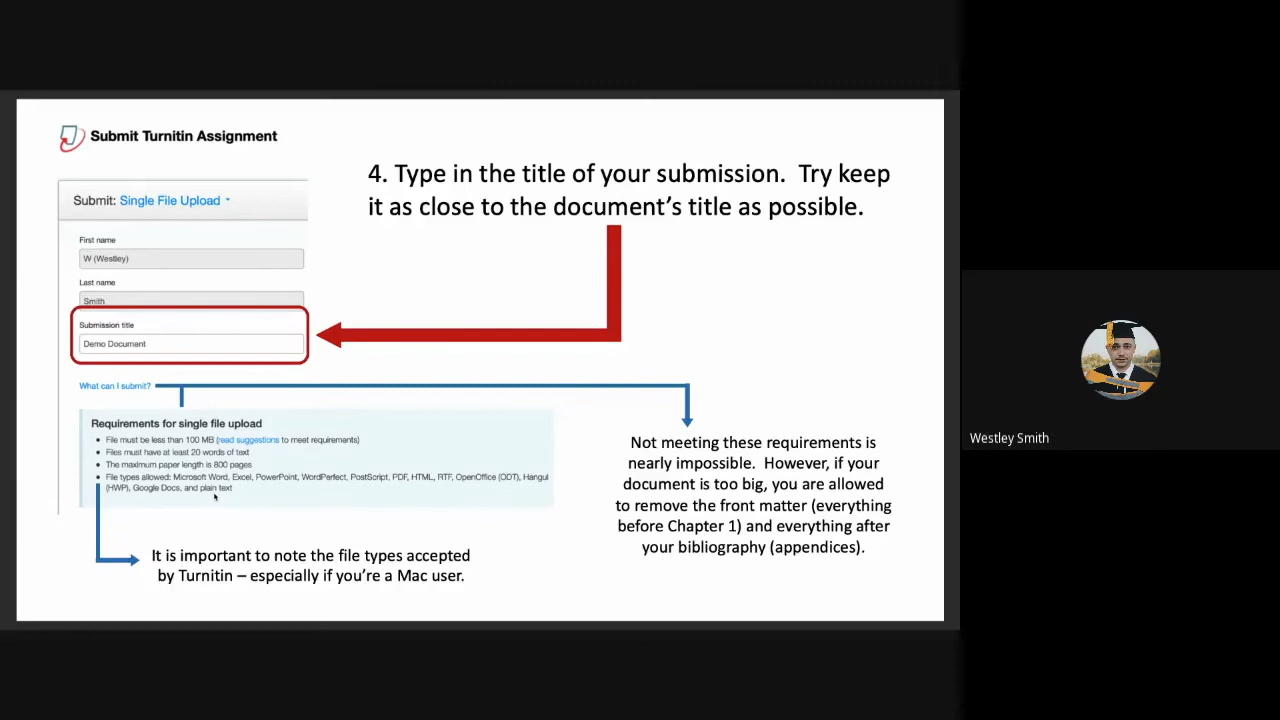 Submit Turnitin Assignment
4. Type in the title of your submission.  Try keep
it as close to the document’s title as possible.
Submit: Single File Upload
First name
W (Westley)
Last name
Smith
Submission title
Demo Document
What can I submit?
Requirements for single file upload
• File must be less than 100 MB (read suggestions to meet requirements)
• Files must have at least 20 words of text
• The maximum paper length is 800 pages
• File types allowed: Microsoft Word, Excel, PowerPoint, WordPerfect, PostScript, PDF, HTML, RTF, OpenOffice (ODT), Hangul
(HWP), Google Docs, and plain text
Not meeting these requirements is
nearly impossible.  However, if your
document is too big, you are allowed
to remove the front matter (everything
before Chapter 1) and everything after
your bibliography (appendices).
It is important to note the file types accepted
by Turnitin – especially if you’re a Mac user.
Westley Smith